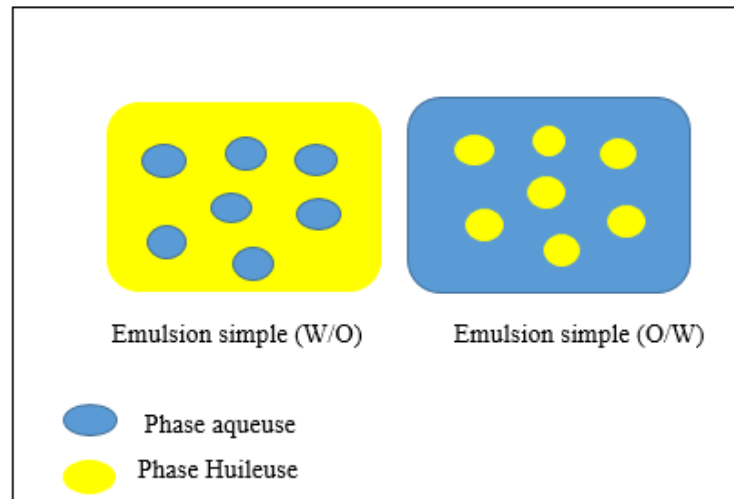 Emulsion simple (W/O)
Emulsion simple (O/W)
Phase aqueuse
Phase Huileuse